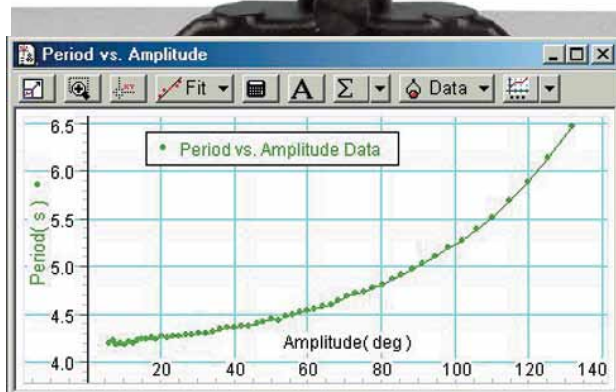 Period vs. Amplitude
Fit A Σ Data
Period vs. Amplitude Data
Period( s )
6.5
6.0
5.5
5.0
4.5
4.0
Amplitude( deg )
20 40 60 80 100 120 140